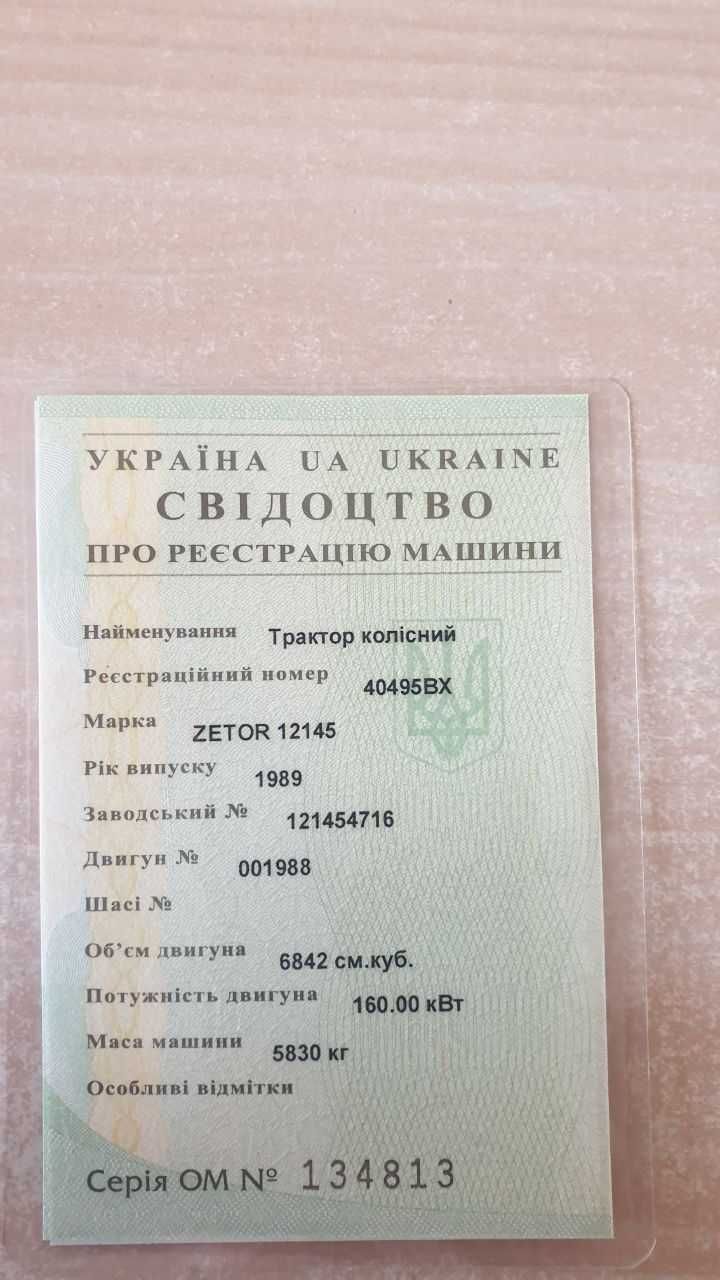 УКРАЇНА UA UKRAINE
СВІДОЦТВО
ПРО РЕЄСТРАЦІЮ МАШИНИ
Найменування Трактор колісний
Реєстраційний номер 40495ВХ
Марка ZETOR 12145
Рік випуску 1989
Заводський № 121454716
Двигун № 001988
Шасі №
Об’єм двигуна 6842 см.куб.
Потужність двигуна 160.00 кВт
Маса машини 5830 кг
Особливі відмітки
Серія ОМ № 134813